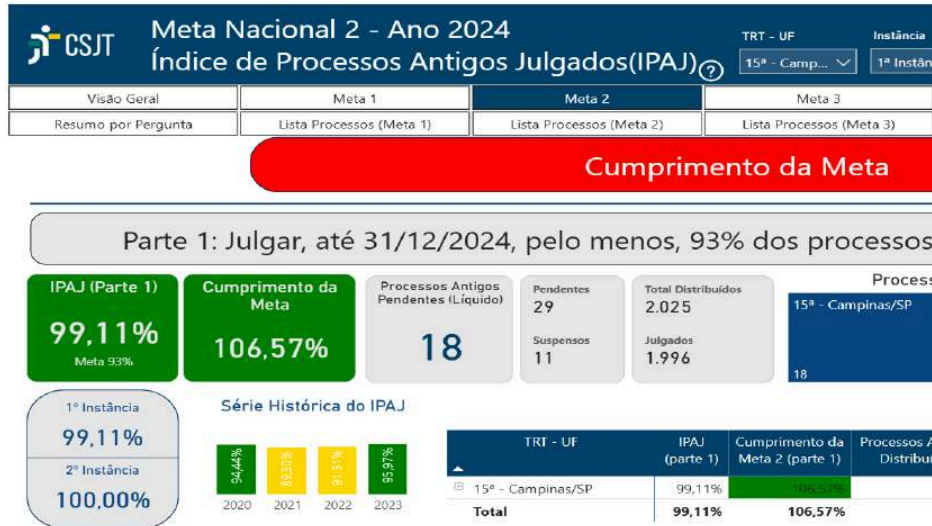 CSJT
Meta Nacional 2 - Ano 2024
Índice de Processos Antigos Julgados(IPAJ)
?
TRT - UF
Instância
15ª - Camp...
1ª Instân
Visão Geral
Meta 1
Meta 2
Meta 3
Resumo por Pergunta
Lista Processos (Meta 1)
Lista Processos (Meta 2)
Lista Processos (Meta 3)
Cumprimento da Meta
Parte 1: Julgar, até 31/12/2024, pelo menos, 93% dos processos
IPAJ (Parte 1)
99,11%
Meta 93%
Cumprimento da
Meta
106,57%
Processos Antigos
Pendentes (Líquido)
18
Pendentes
29
Suspensos
11
Total Distribuídos
2.025
Julgados
1.996
Process
15ª - Campinas/SP
18
1º Instância
99,11%
2º Instância
100,00%
Série Histórica do IPAJ
94,44%
89,30%
91,31%
95,97%
2020
2021
2022
2023
TRT - UF
IPAJ
(parte 1)
Cumprimento da
Meta 2 (parte 1)
Processos A
Distribuí
15ª - Campinas/SP
99,11%
106,57%
Total
99,11%
106,57%